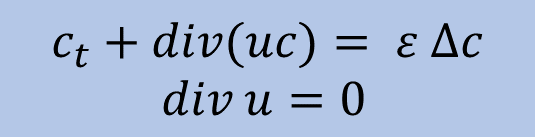 c_t + div(uc) = ε Δc
div u = 0